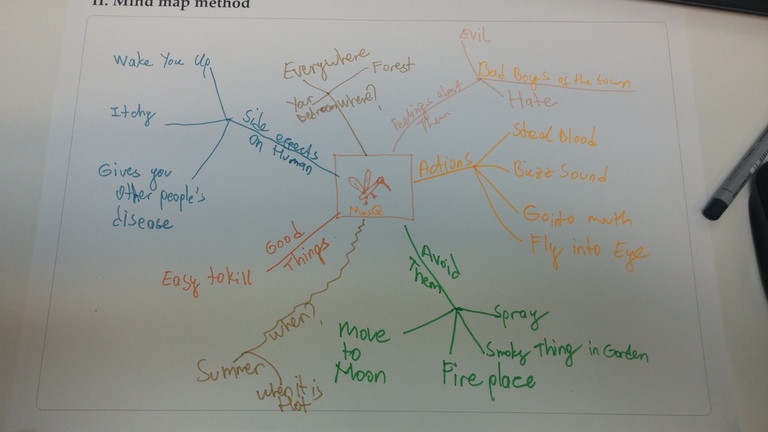 II. Mind map method
Evil
Bad Boyes of the town
Hate
Feelings about
Them
Everywhere
Forest
Your
Bedroom
where?
Wake You Up
Itchy
Gives you
other people's
disease
Side effects
On Human
Actions
Steal Blood
Buzz Sound
Go into mouth
Fly into Eye
MosQ
Good
Things
Easy to kill
Avoid
Them
Spray
Smoky Thing in Garden
Fire place
Move
to
Moon
when?
Summer
when it is
Hot